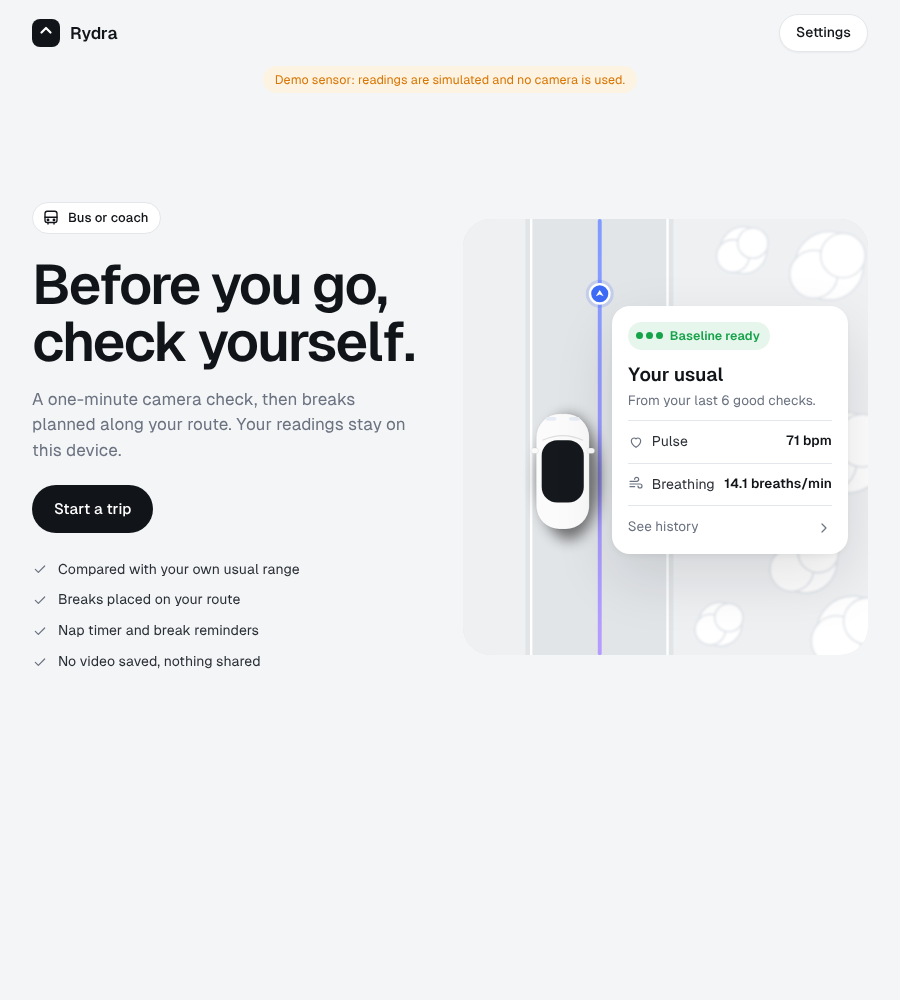 Rydra
Settings
Demo sensor: readings are simulated and no camera is used.
Bus or coach
Before you go,
check yourself.
A one-minute camera check, then breaks
planned along your route. Your readings stay on
this device.
Start a trip
Compared with your own usual range
Breaks placed on your route
Nap timer and break reminders
No video saved, nothing shared
Baseline ready
Your usual
From your last 6 good checks.
Pulse 71 bpm
Breathing 14.1 breaths/min
See history